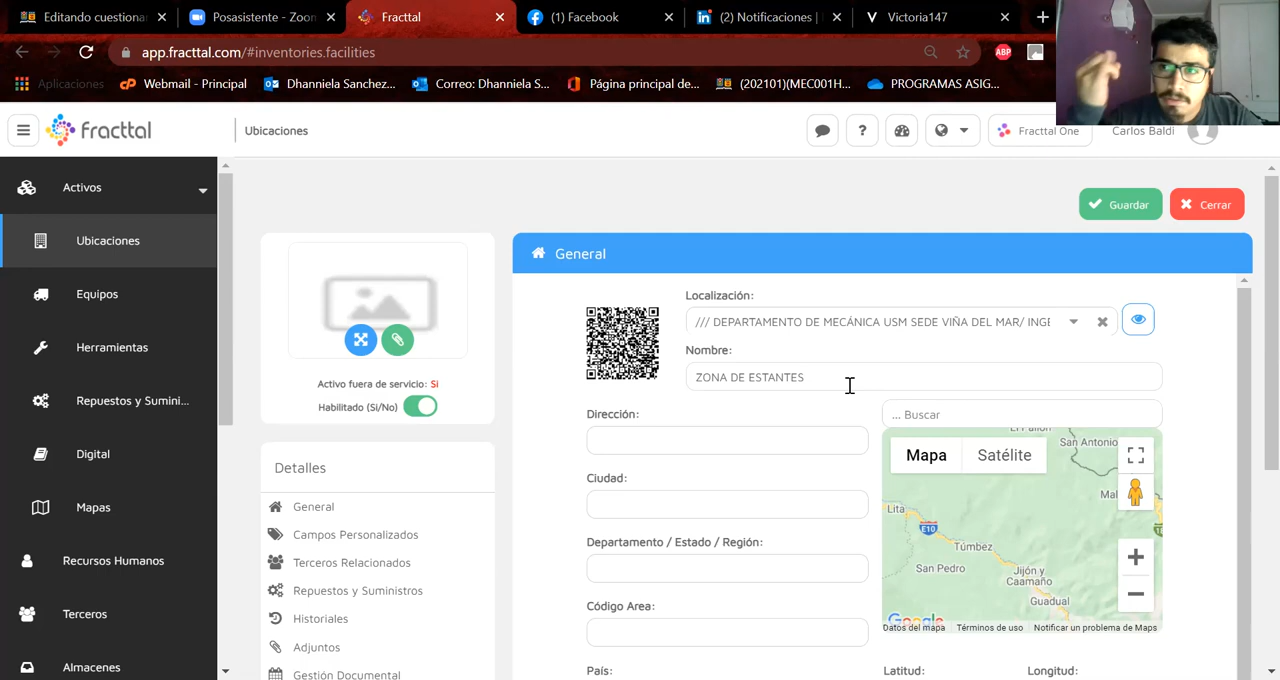 Editando cuestionar
Posasistente - Zoom
Fracttal
(1) Facebook
(2) Notificaciones |
Victoria147
app.fracttal.com/#inventories.facilities
ABP
Aplicaciones
Webmail - Principal
Dhanniela Sanchez...
Correo: Dhanniela S...
Página principal de...
(202101)(MEC001H...
PROGRAMAS ASIG...
fracttal
Ubicaciones
?
Fracttal One
Carlos Baldi
Activos
Ubicaciones
Equipos
Herramientas
Repuestos y Sumini...
Digital
Mapas
Recursos Humanos
Terceros
Almacenes
Guardar
Cerrar
Activo fuera de servicio: Si
Habilitado (Si/No)
Detalles
General
Campos Personalizados
Terceros Relacionados
Repuestos y Suministros
Historiales
Adjuntos
Gestión Documental
General
Localización:
/// DEPARTAMENTO DE MECÁNICA USM SEDE VIÑA DEL MAR/ INGE
Nombre:
ZONA DE ESTANTES
Dirección:
... Buscar
Ciudad:
Departamento / Estado / Región:
Código Area:
País:
Latitud:
Longitud:
Mapa
Satélite
San Antonio
Lita
E10
Túmbez
San Pedro
Jijón y
Caamaño
Guadual
Google
Datos del mapa
Términos de uso
Notificar un problema de Maps